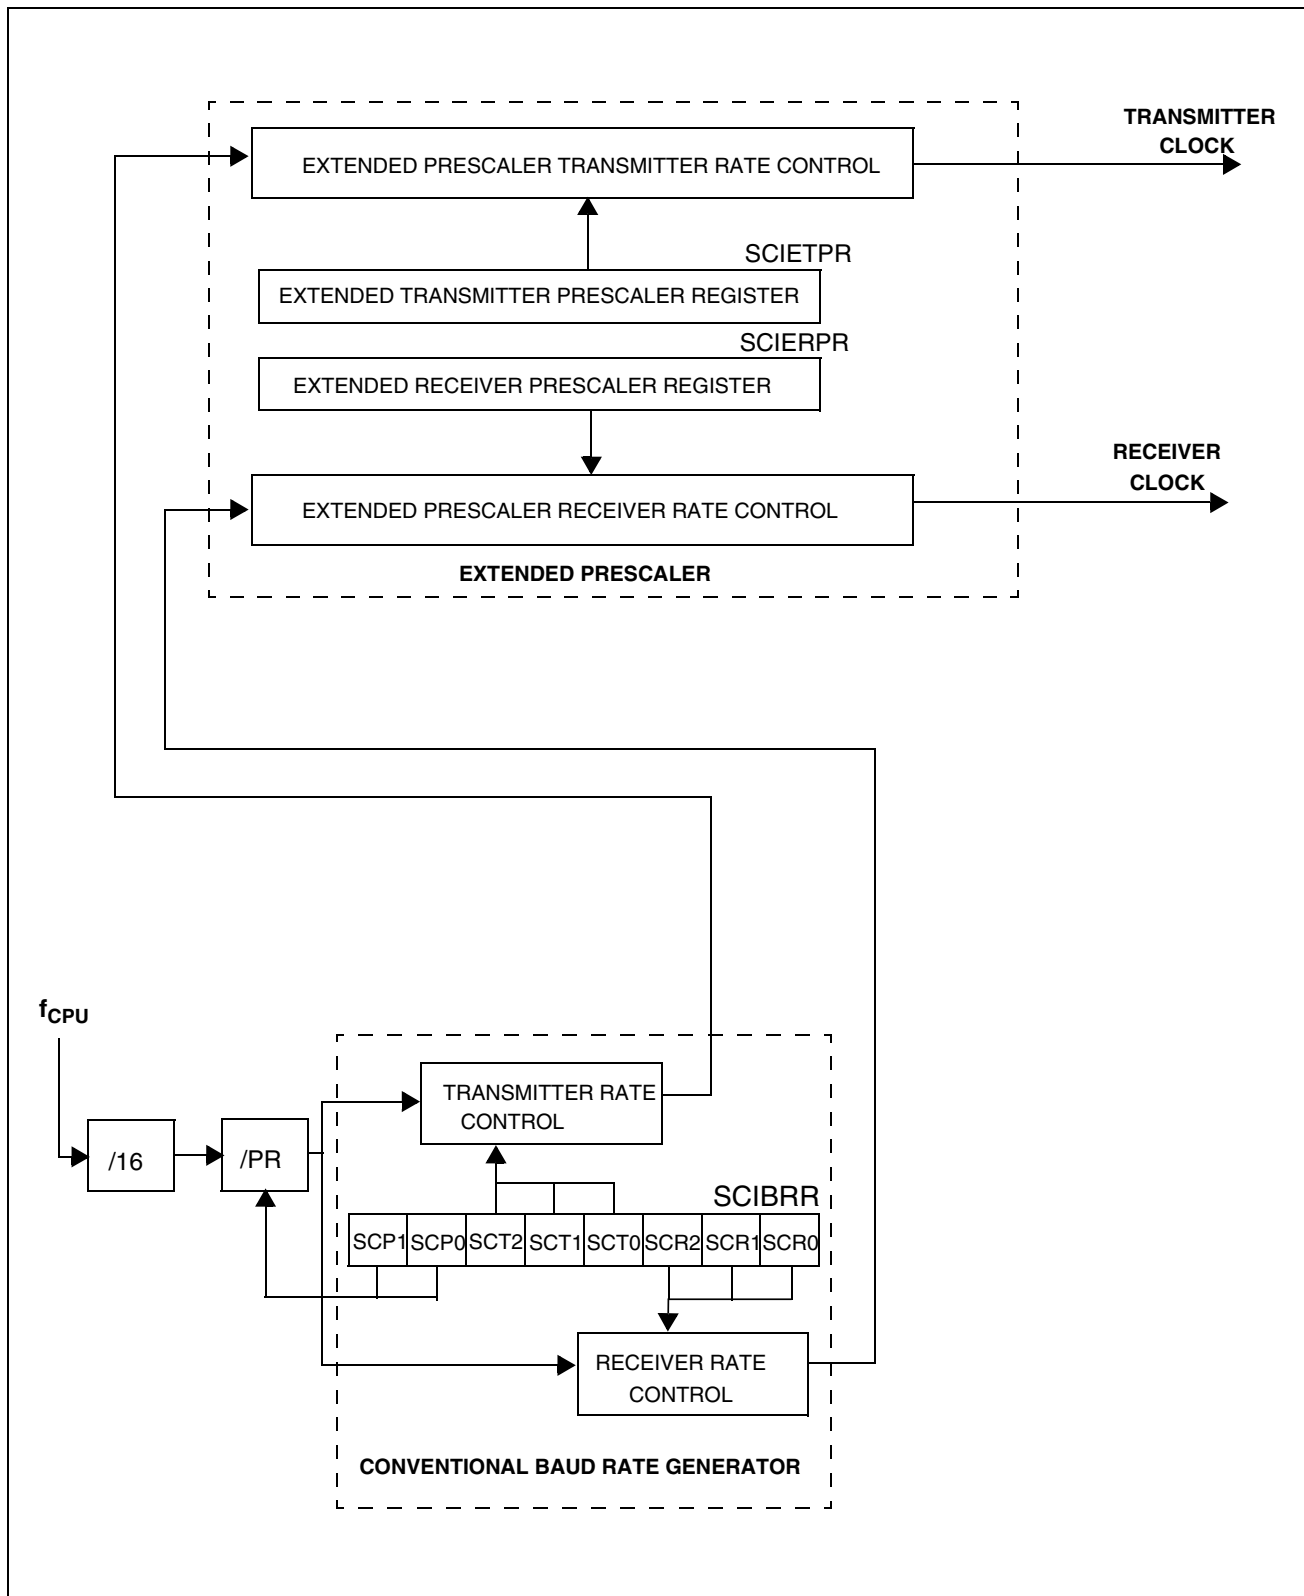 TRANSMITTER
CLOCK
EXTENDED PRESCALER TRANSMITTER RATE CONTROL
SCIETPR
EXTENDED TRANSMITTER PRESCALER REGISTER
SCIERPR
EXTENDED RECEIVER PRESCALER REGISTER
RECEIVER
CLOCK
EXTENDED PRESCALER RECEIVER RATE CONTROL
EXTENDED PRESCALER
fCPU
TRANSMITTER RATE
CONTROL
/16
/PR
SCIBRR
SCP1 SCP0 SCT2 SCT1 SCT0 SCR2 SCR1 SCR0
RECEIVER RATE
CONTROL
CONVENTIONAL BAUD RATE GENERATOR